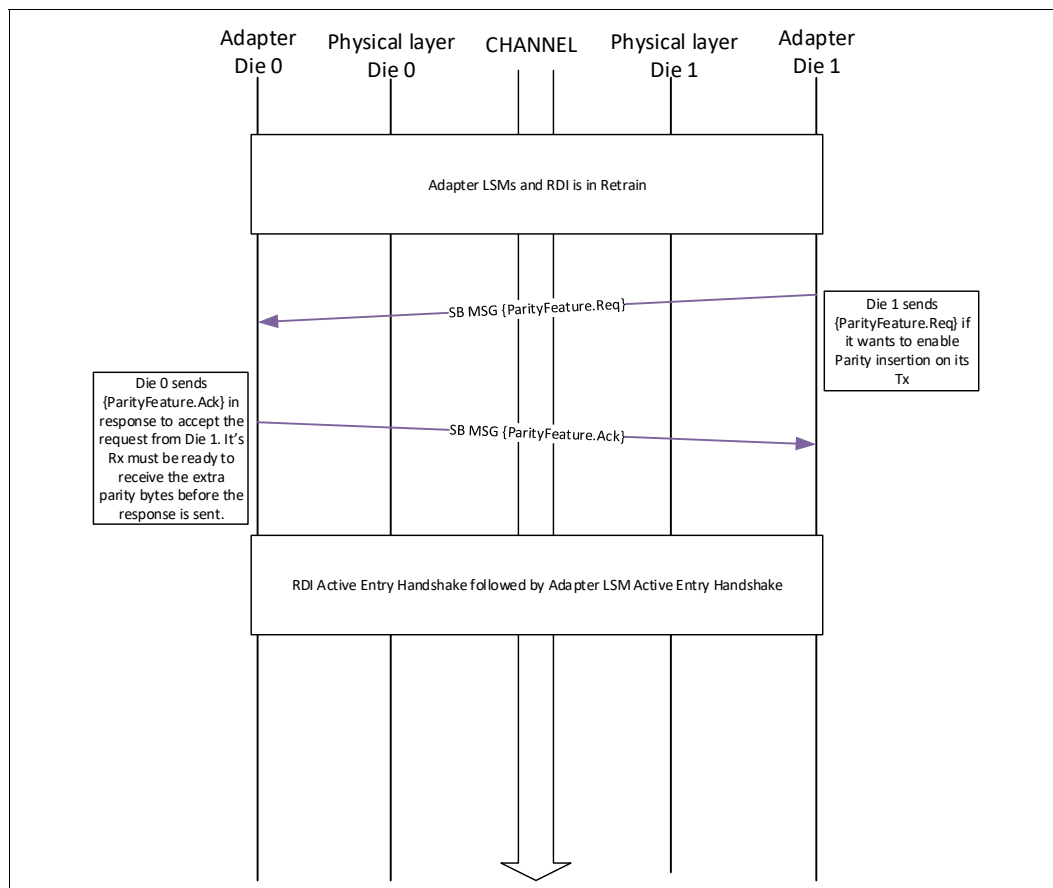 Adapter
Die 0
Physical layer
Die 0
CHANNEL
Physical layer
Die 1
Adapter
Die 1
Adapter LSMs and RDI is in Retrain
SB MSG {ParityFeature.Req}
Die 1 sends
{ParityFeature.Req} if
it wants to enable
Parity insertion on its
Tx
Die 0 sends
{ParityFeature.Ack} in
response to accept the
request from Die 1. It's
Rx must be ready to
receive the extra
parity bytes before the
response is sent.
SB MSG {ParityFeature.Ack}
RDI Active Entry Handshake followed by Adapter LSM Active Entry Handshake